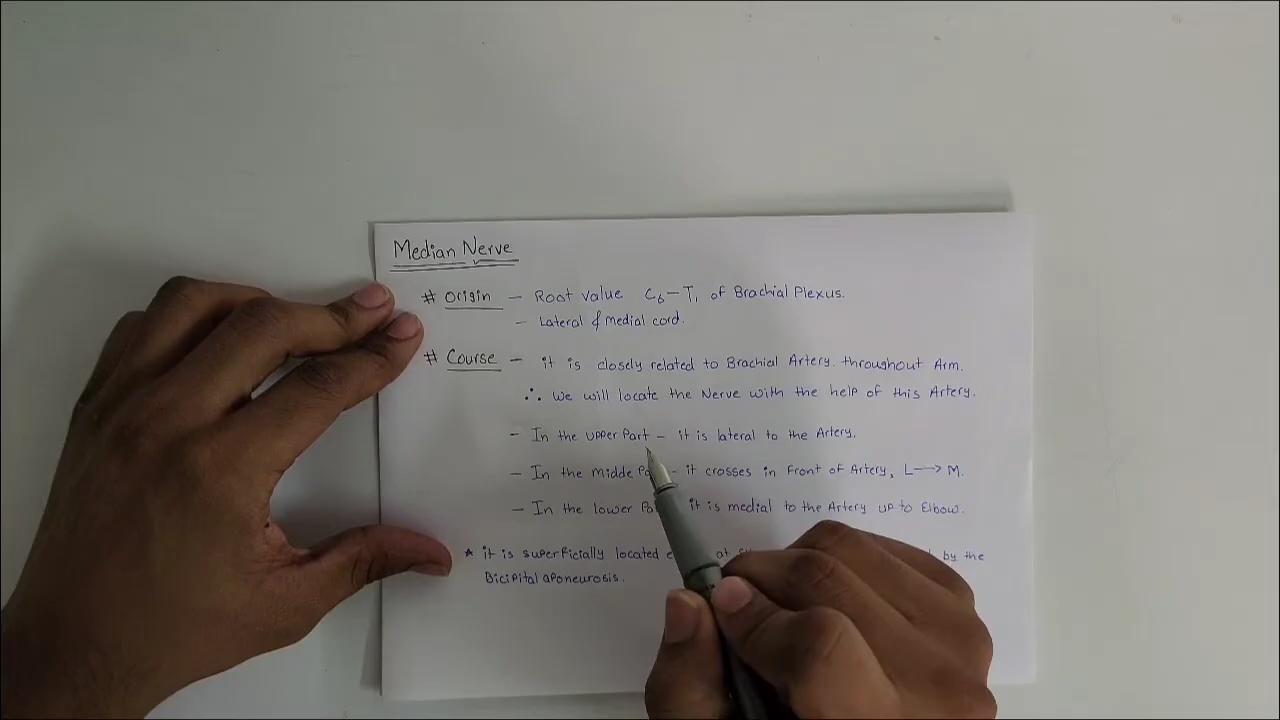 Median Nerve
# Origin – Root value C6–T1 of Brachial Plexus.
– Lateral & medial cord.
# Course – it is closely related to Brachial Artery. throughout Arm.
∴ We will locate the Nerve with the help of this Artery.
– In the upper Part – it is lateral to the Artery.
– In the midde – it crosses in Front of Artery, L⟶M.
– In the lower it is medial to the Artery up to Elbow.
★ it is superficially located at by the
Bicipital aponeurosis.